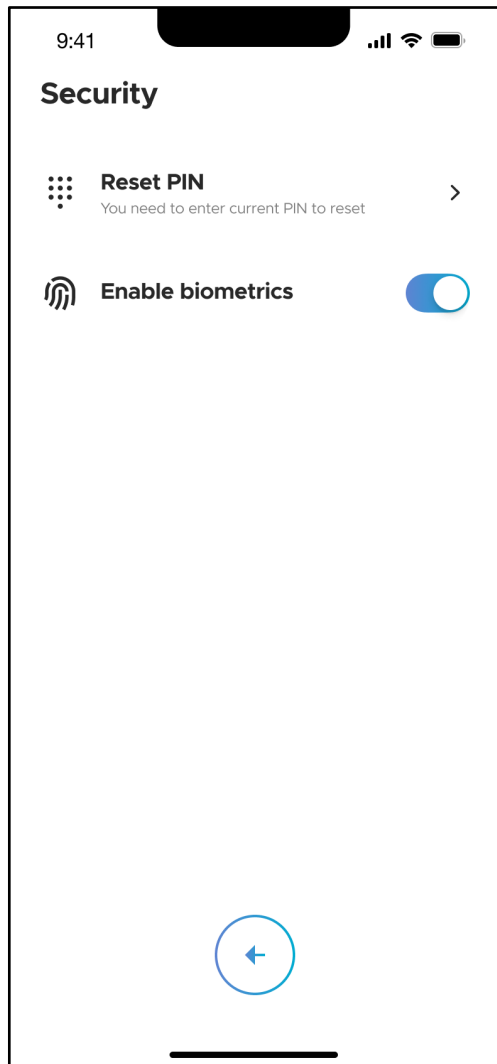 9:41
Security
Reset PIN
You need to enter current PIN to reset
Enable biometrics